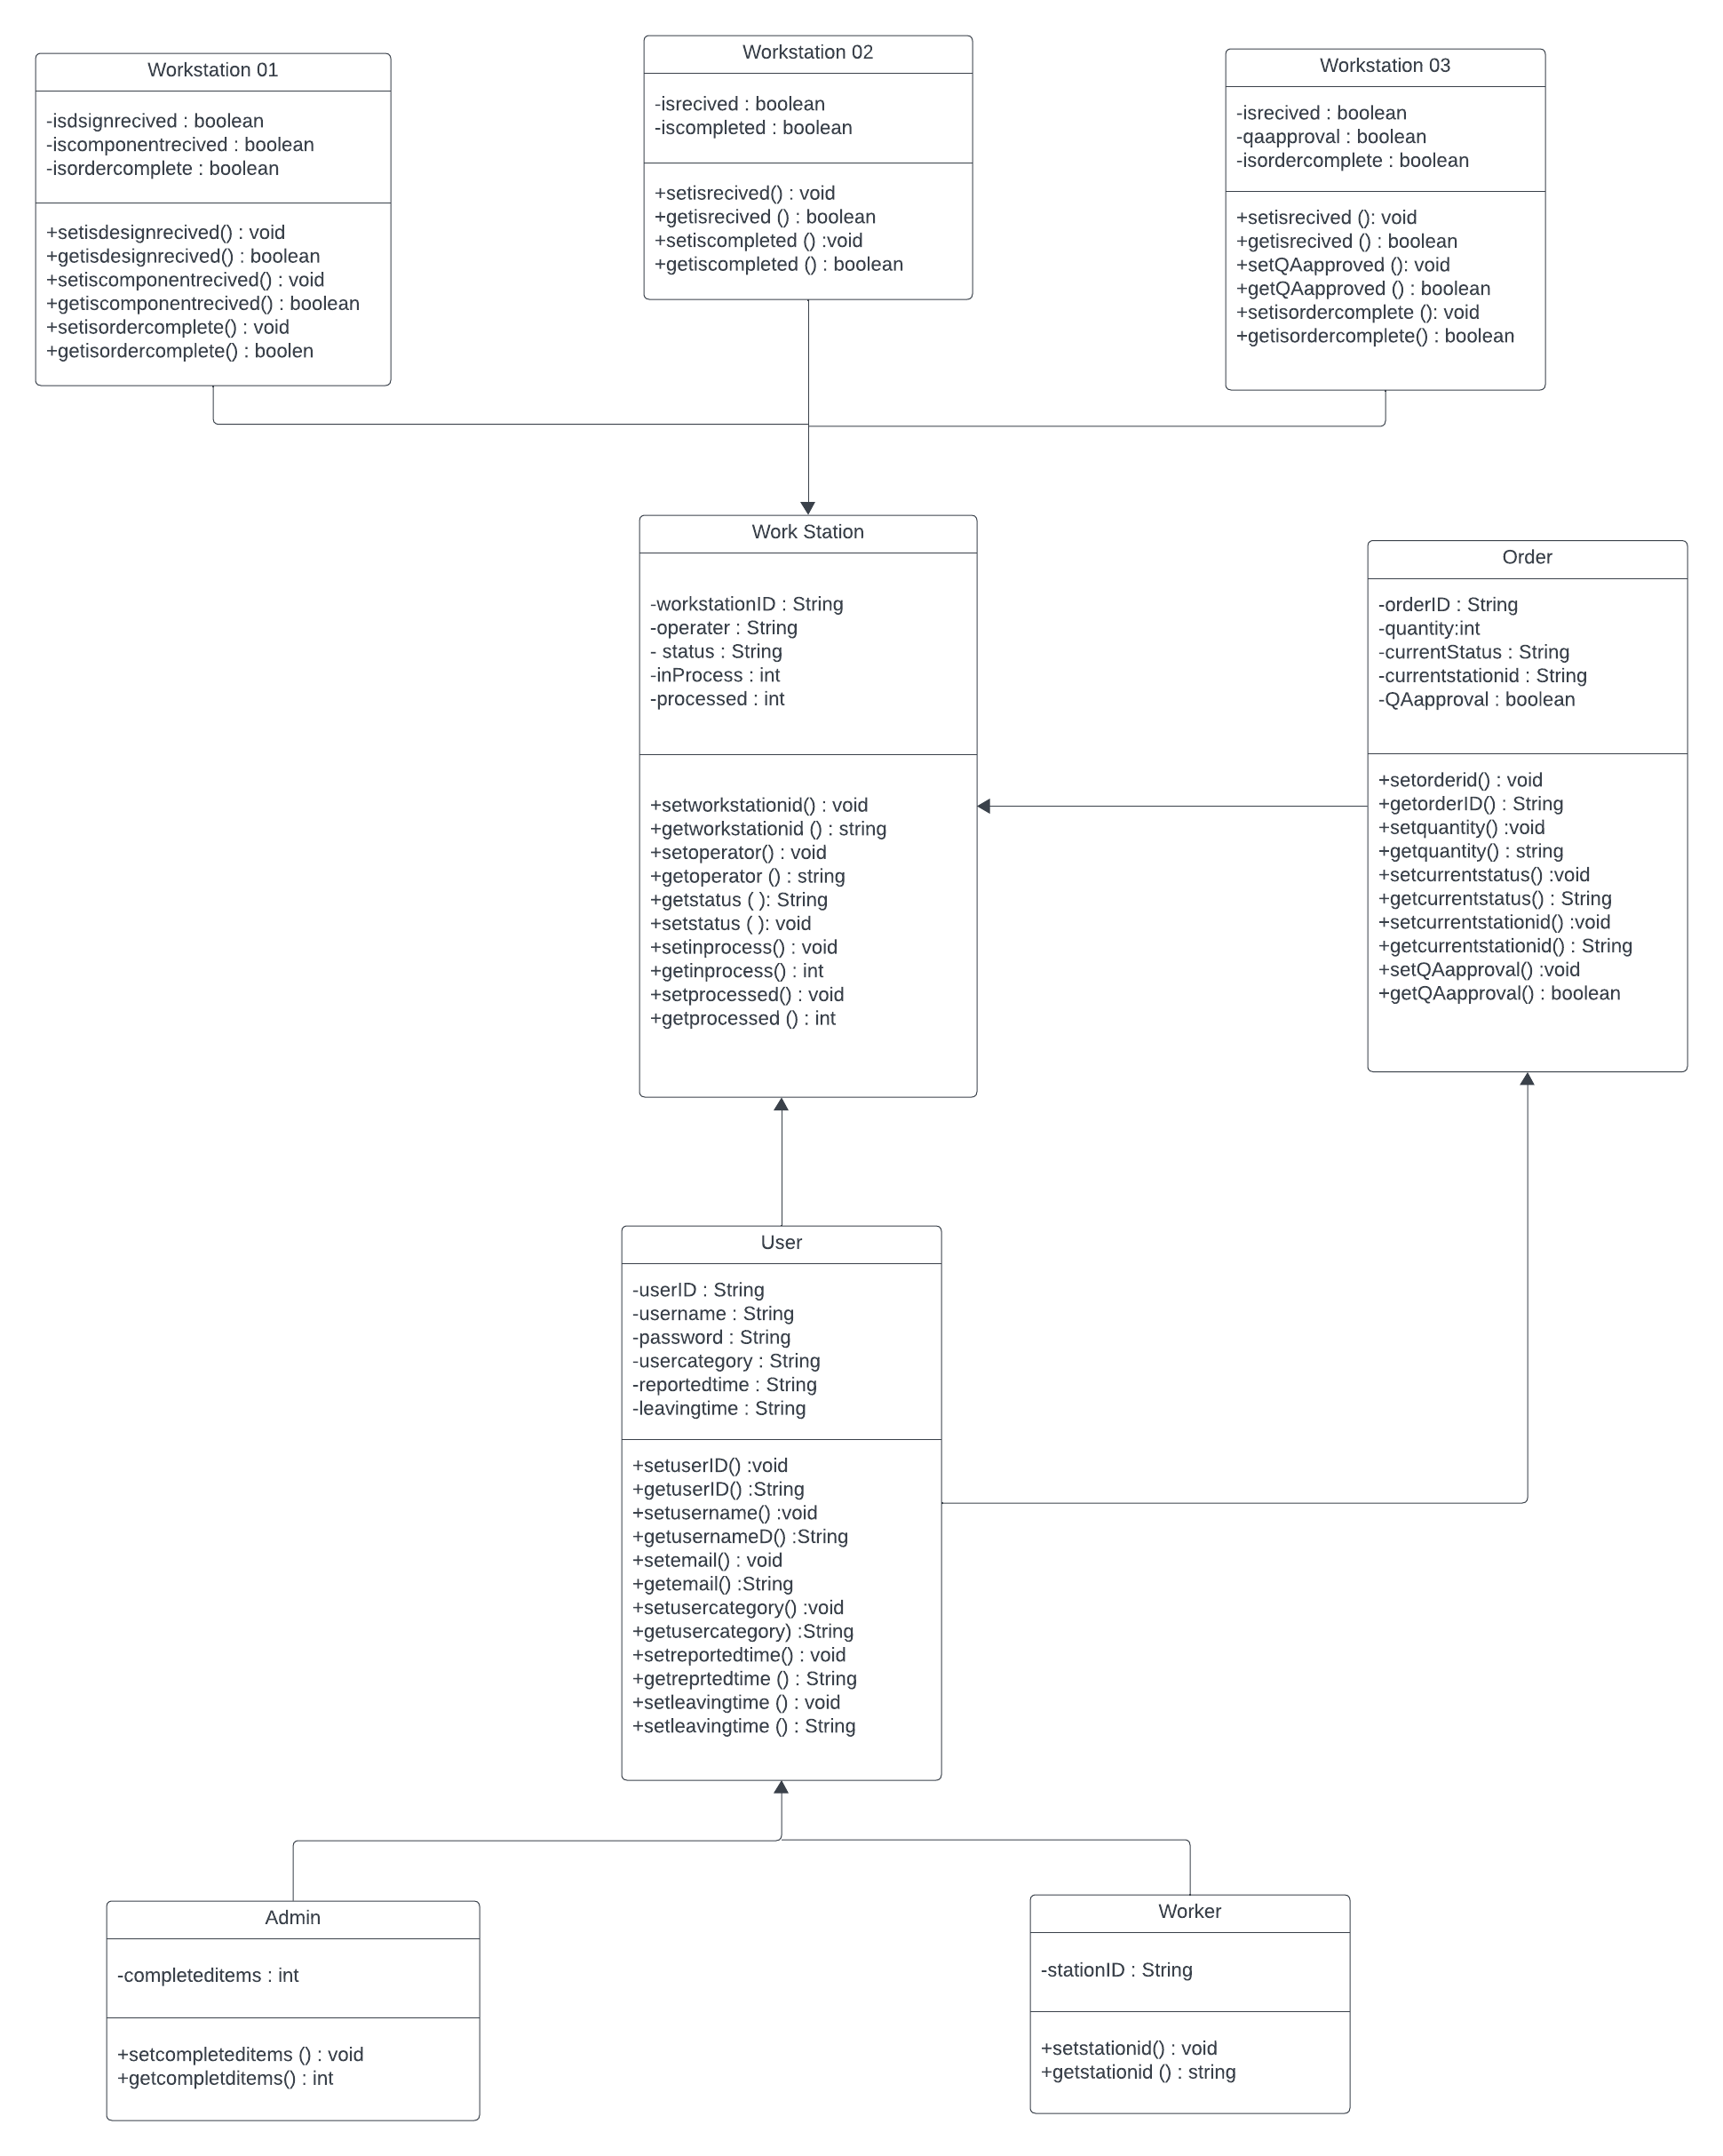 Workstation 01
-isdsignrecived : boolean
-iscomponentrecived : boolean
-isordercomplete : boolean
+setisdesignrecived() : void
+getisdesignrecived() : boolean
+setiscomponentrecived() : void
+getiscomponentrecived() : boolean
+setisordercomplete() : void
+getisordercomplete() : boolen
Workstation 02
-isrecived : boolean
-iscompleted : boolean
+setisrecived() : void
+getisrecived () : boolean
+setiscompleted () :void
+getiscompleted () : boolean
Workstation 03
-isrecived : boolean
-qaapproval : boolean
-isordercomplete : boolean
+setisrecived (): void
+getisrecived () : boolean
+setQAapproved (): void
+getQAapproved () : boolean
+setisordercomplete (): void
+getisordercomplete() : boolean
Work Station
-workstationID : String
-operater : String
- status : String
-inProcess : int
-processed : int
+setworkstationid() : void
+getworkstationid () : string
+setoperator() : void
+getoperator () : string
+getstatus ( ): String
+setstatus ( ): void
+setinprocess() : void
+getinprocess() : int
+setprocessed() : void
+getprocessed () : int
Order
-orderID : String
-quantity:int
-currentStatus : String
-currentstationid : String
-QAapproval : boolean
+setorderid() : void
+getorderID() : String
+setquantity() :void
+getquantity() : string
+setcurrentstatus() :void
+getcurrentstatus() : String
+setcurrentstationid() :void
+getcurrentstationid() : String
+setQAapproval() :void
+getQAapproval() : boolean
User
-userID : String
-username : String
-password : String
-usercategory : String
-reportedtime : String
-leavingtime : String
+setuserID() :void
+getuserID() :String
+setusername() :void
+getusernameD() :String
+setemail() : void
+getemail() :String
+setusercategory() :void
+getusercategory) :String
+setreportedtime() : void
+getreprtedtime () : String
+setleavingtime () : void
+setleavingtime () : String
Admin
-completeditems : int
+setcompleteditems () : void
+getcompletditems() : int
Worker
-stationID : String
+setstationid() : void
+getstationid () : string